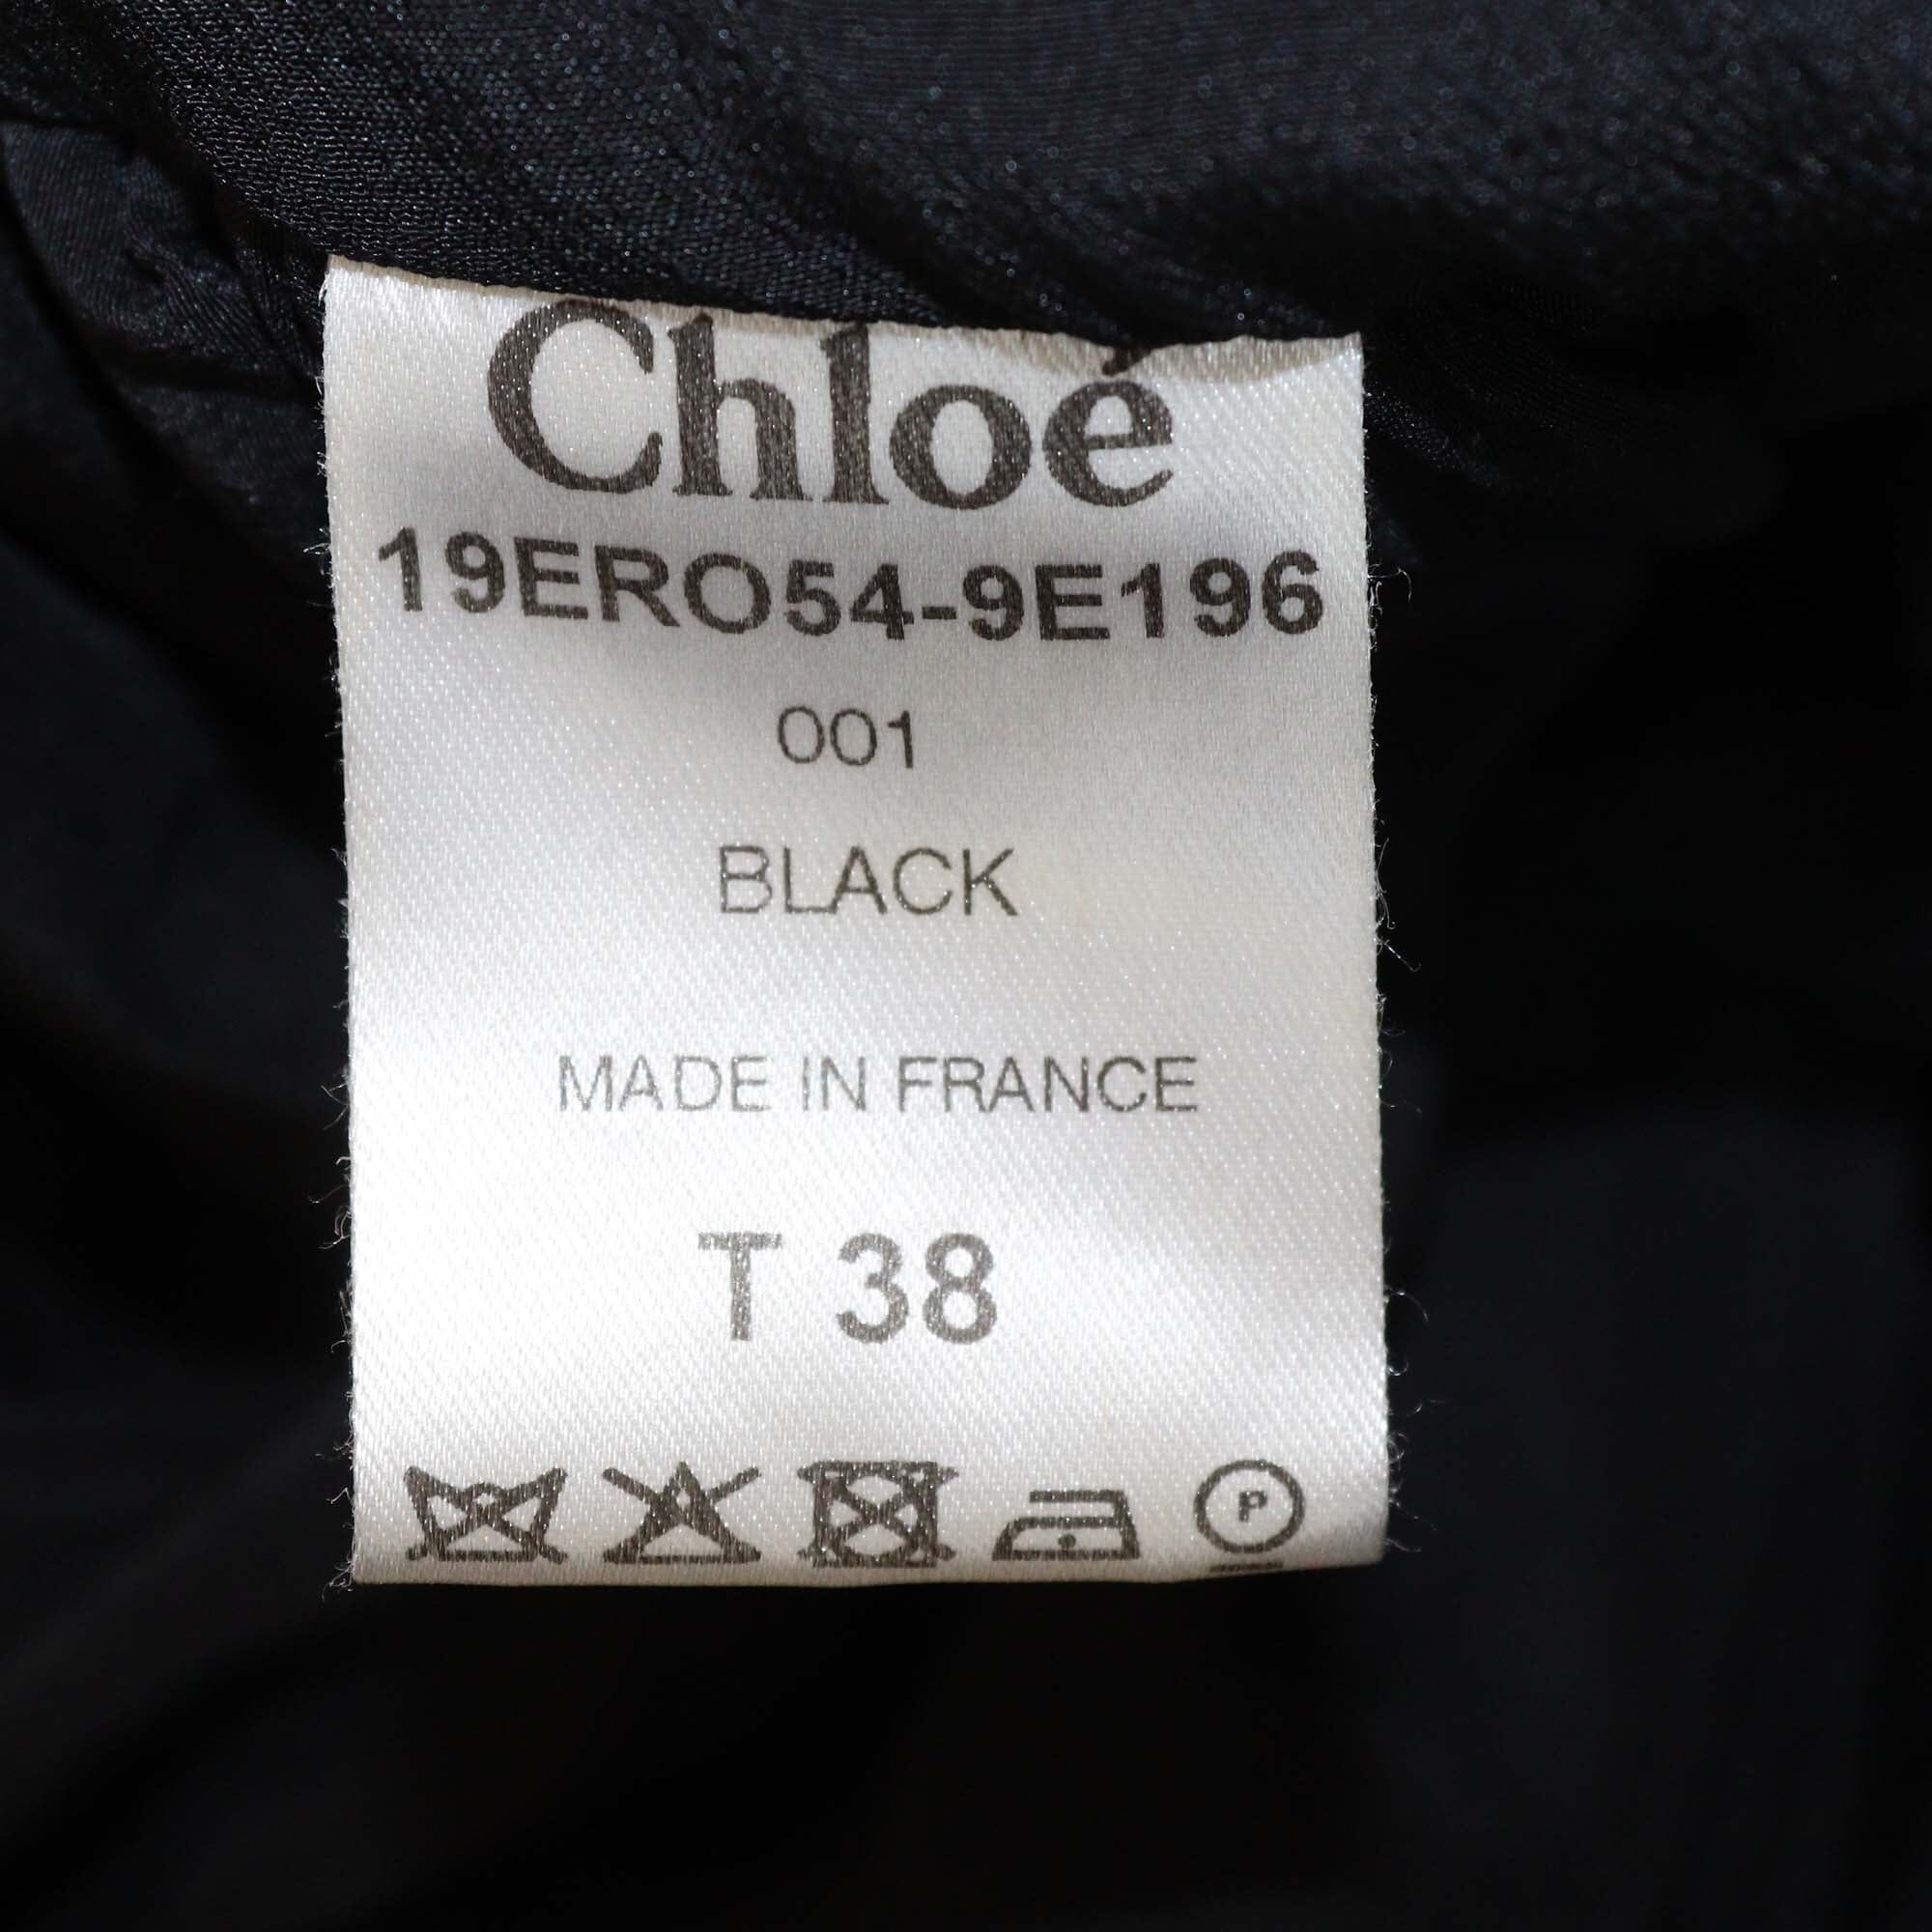 Chloé
19ERO54-9E196
001
BLACK
MADE IN FRANCE
T 38
P